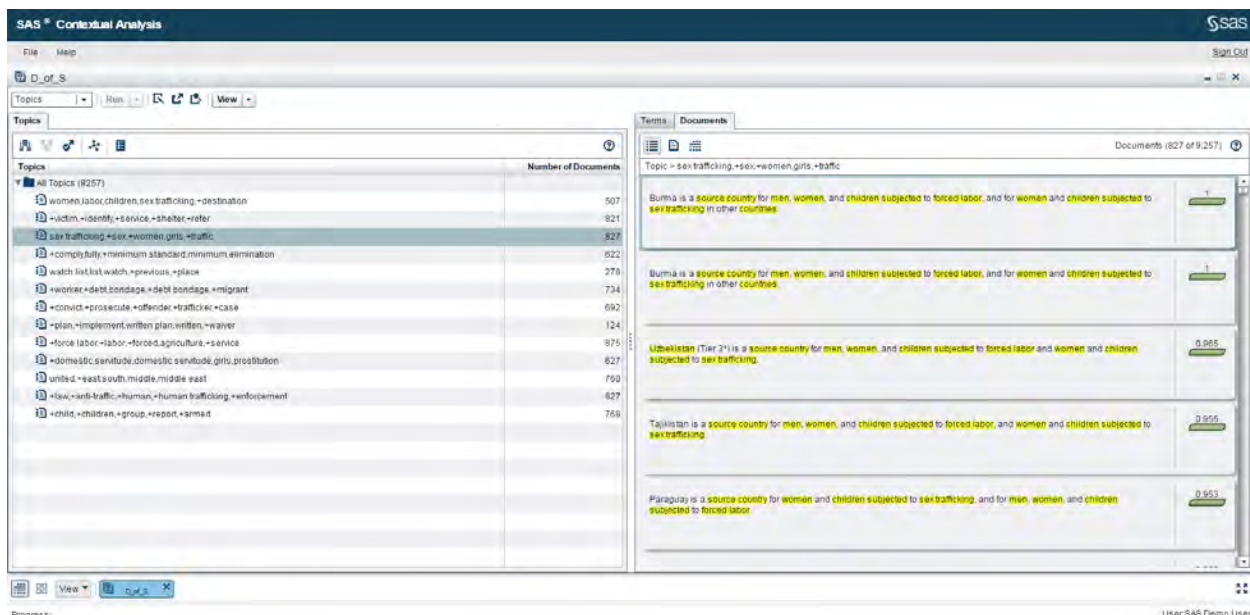 SAS ® Contextual Analysis
sas
File Help
Sign Out
D_of_S
Topics Run View
Topics
Terms Documents
Documents (827 of 9,257)
Topics Number of Documents
Topic > sex trafficking,+sex,+women,girls,+traffic
All Topics (9257)
women,labor,children,sex trafficking,+destination 507
+victim,+identify,+service,+shelter,+refer 821
sex trafficking,+sex,+women,girls,+traffic 827
+comply,fully,+minimum standard,minimum,elimination 622
watch list,list,watch,+previous,+place 278
+worker,+debt,bondage,+debt bondage,+migrant 734
+convict,+prosecute,+offender,+trafficker,+case 692
+plan,+implement,written plan,written,+waiver 124
+force labor,+labor,+forced,agriculture,+service 875
+domestic,servitude,domestic servitude,girls,prostitution 627
united,+east,south,middle,middle east 760
+law,+anti-traffic,+human,+human trafficking,+enforcement 827
+child,+children,+group,+report,+armed 769
Burma is a source country for men, women, and children subjected to forced labor, and for women and children subjected to
sex trafficking in other countries.
1
Burma is a source country for men, women, and children subjected to forced labor, and for women and children subjected to
sex trafficking in other countries.
1
Uzbekistan (Tier 3*) is a source country for men, women, and children subjected to forced labor and women and children
subjected to sex trafficking.
0.965
Tajikistan is a source country for men, women, and children subjected to forced labor, and women and children subjected to
sex trafficking.
0.955
Paraguay is a source country for women and children subjected to sex trafficking, and for men, women, and children
subjected to forced labor.
0.953
View D_of_S
Progress:
User:SAS Demo User